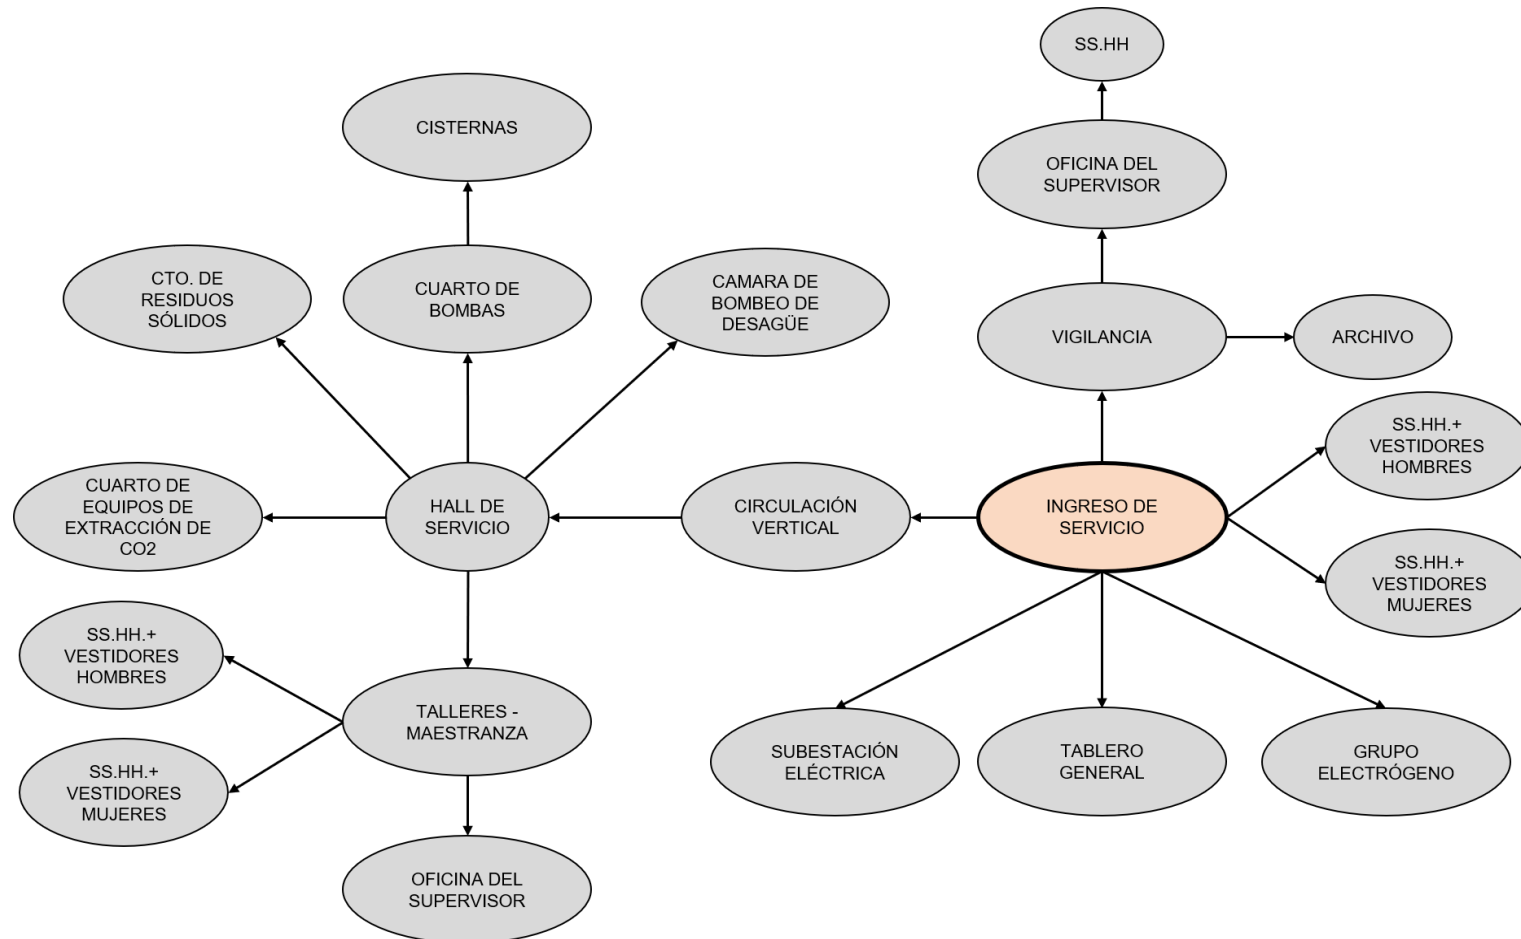 SS.HH
CISTERNAS
OFICINA DEL
SUPERVISOR
CTO. DE
RESIDUOS
SÓLIDOS
CUARTO DE
BOMBAS
CAMARA DE
BOMBEO DE
DESAGÜE
VIGILANCIA
ARCHIVO
SS.HH.+
VESTIDORES
HOMBRES
CUARTO DE
EQUIPOS DE
EXTRACCIÓN DE
CO2
HALL DE
SERVICIO
CIRCULACIÓN
VERTICAL
INGRESO DE
SERVICIO
SS.HH.+
VESTIDORES
MUJERES
SS.HH.+
VESTIDORES
HOMBRES
TALLERES -
MAESTRANZA
SUBESTACIÓN
ELÉCTRICA
TABLERO
GENERAL
GRUPO
ELECTRÓGENO
SS.HH.+
VESTIDORES
MUJERES
OFICINA DEL
SUPERVISOR